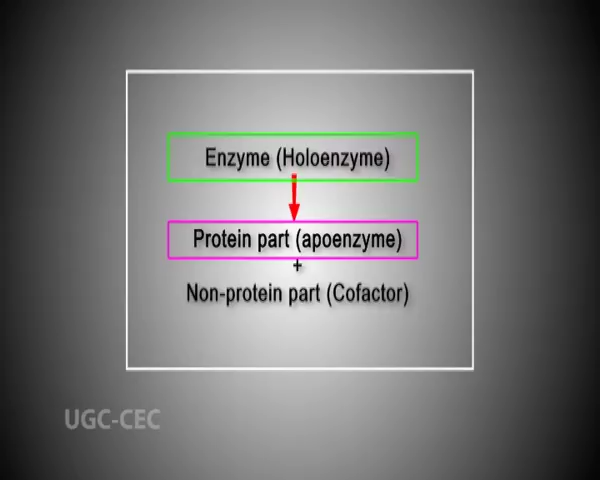 Enzyme (Holoenzyme)
Protein part (apoenzyme)
+
Non-protein part (Cofactor)
UGC-CEC